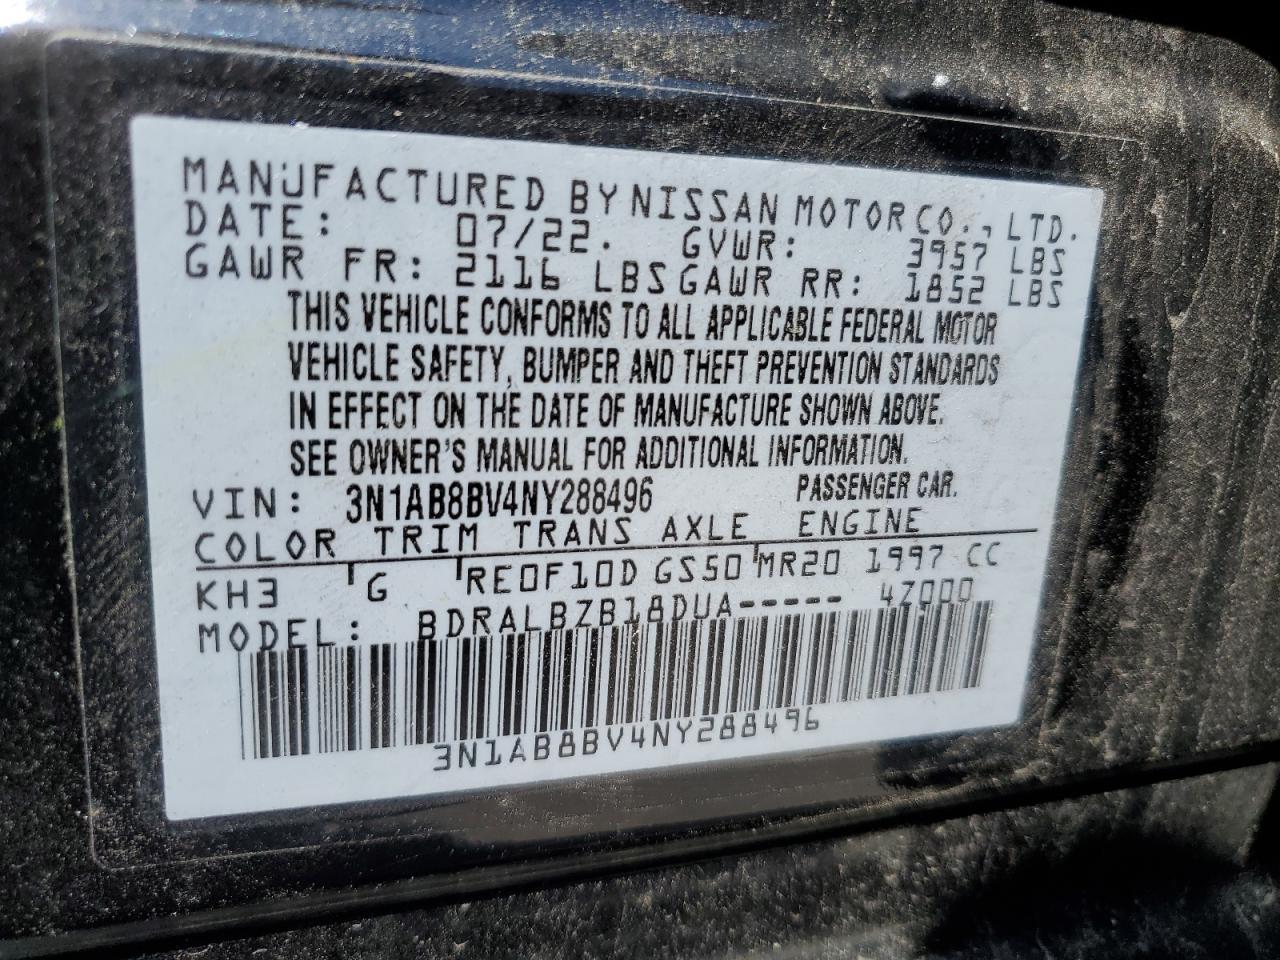 MANUFACTURED BY NISSAN MOTOR CO., LTD.
DATE: 07/22. GVWR: 3957 LBS
GAWR FR: 2116 LBS GAWR RR: 1852 LBS
THIS VEHICLE CONFORMS TO ALL APPLICABLE FEDERAL MOTOR
VEHICLE SAFETY, BUMPER AND THEFT PREVENTION STANDARDS
IN EFFECT ON THE DATE OF MANUFACTURE SHOWN ABOVE.
SEE OWNER'S MANUAL FOR ADDITIONAL INFORMATION.
VIN: 3N1AB8BV4NY288496 PASSENGER CAR.
COLOR TRIM TRANS AXLE ENGINE
KH3 G RE0F10D GS50 MR20 1997 CC
MODEL: BDRALBZB18DUA----- 4Z000
3N1AB8BV4NY288496